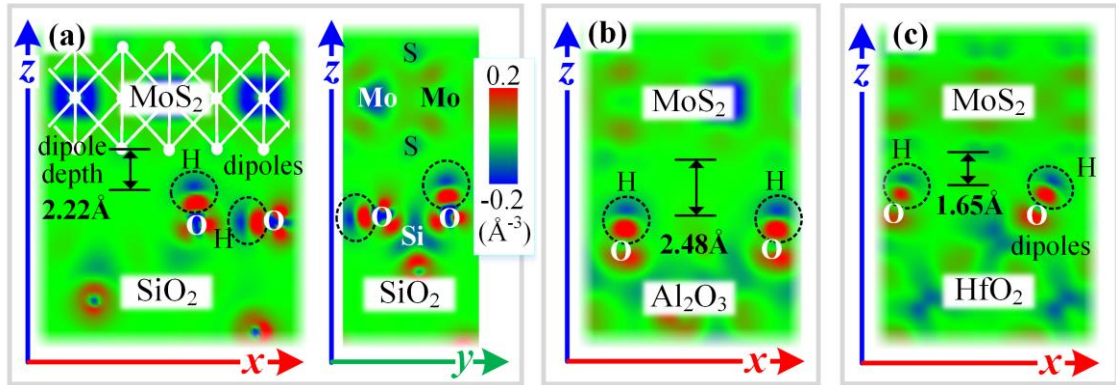 (a)
z
MoS₂
dipole
depth
2.22Å
H
dipoles
O
O
H
SiO₂
x
z
S
Mo
Mo
S
H
O
O
Si
SiO₂
y
0.2
-0.2
(Å⁻³)
(b)
z
MoS₂
H
H
O
O
2.48Å
Al₂O₃
x
(c)
z
MoS₂
H
H
1.65Å
O
O
dipoles
HfO₂
x